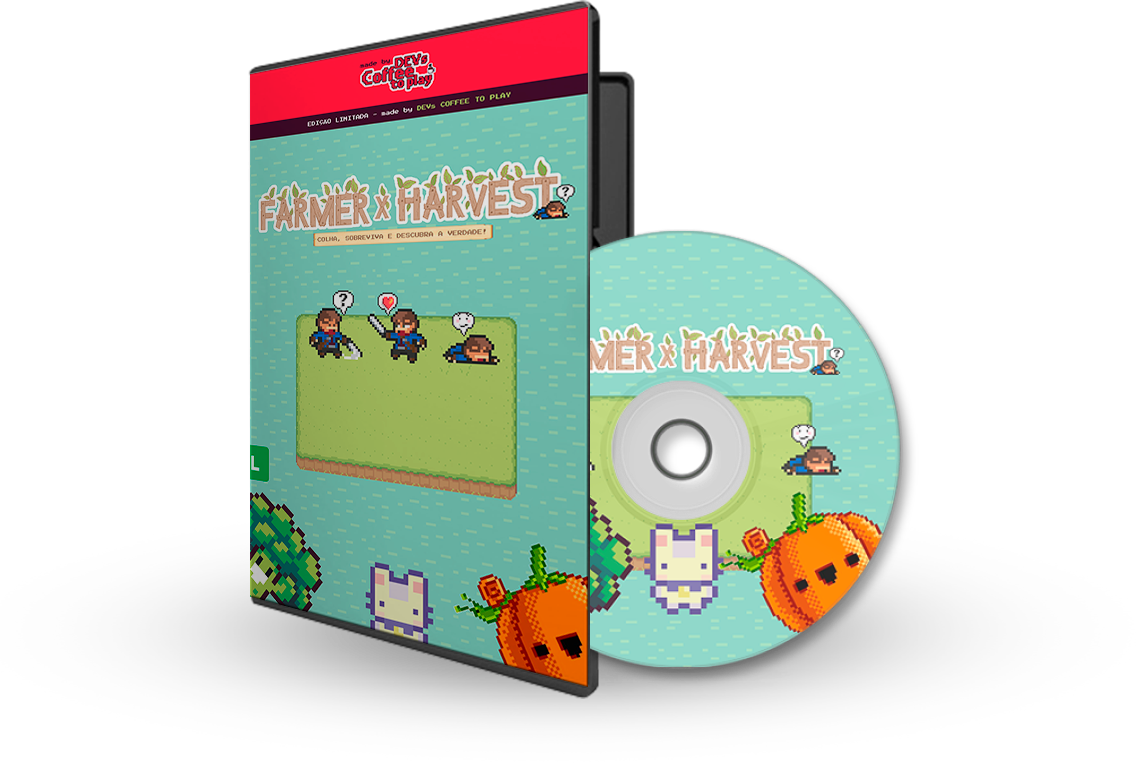 made by DEVs
Coffee
to play
EDIÇÃO LIMITADA - made by DEVs COFFEE TO PLAY
FARMER X HARVEST
?
COLHA, SOBREVIVA E DESCUBRA A VERDADE!
?
L
MER X HARVEST
?